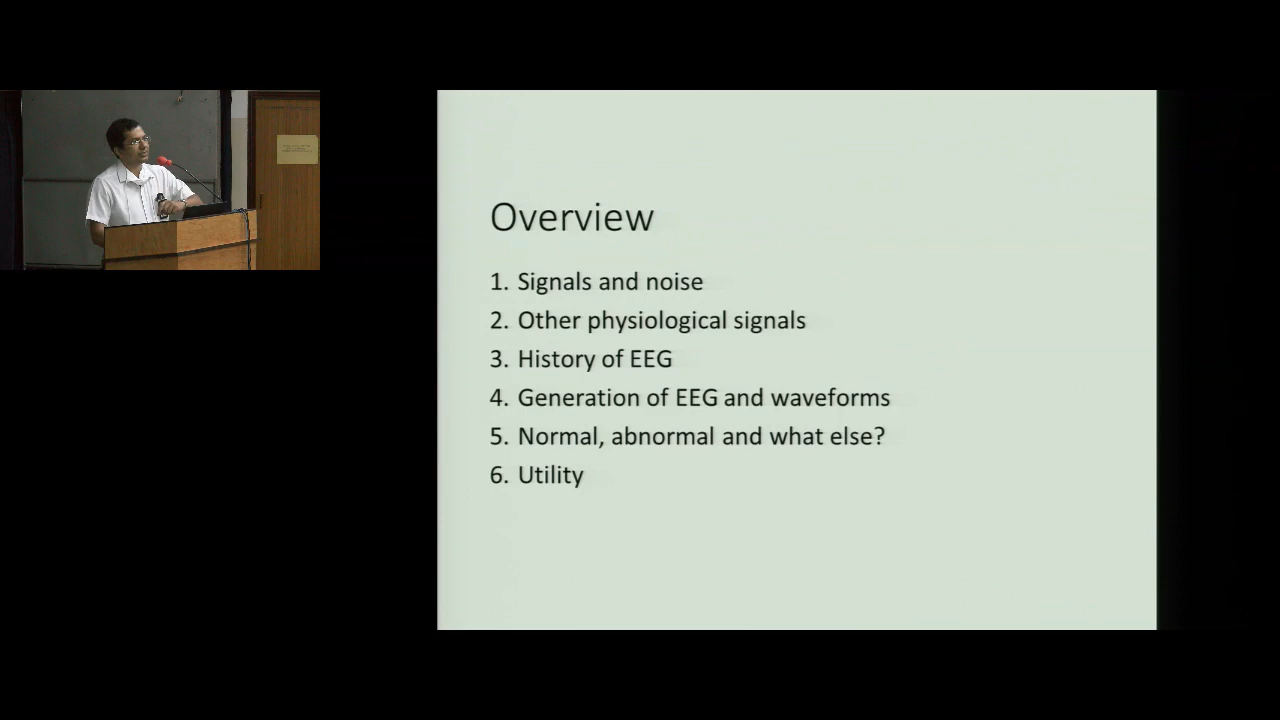 Overview
1. Signals and noise
2. Other physiological signals
3. History of EEG
4. Generation of EEG and waveforms
5. Normal, abnormal and what else?
6. Utility